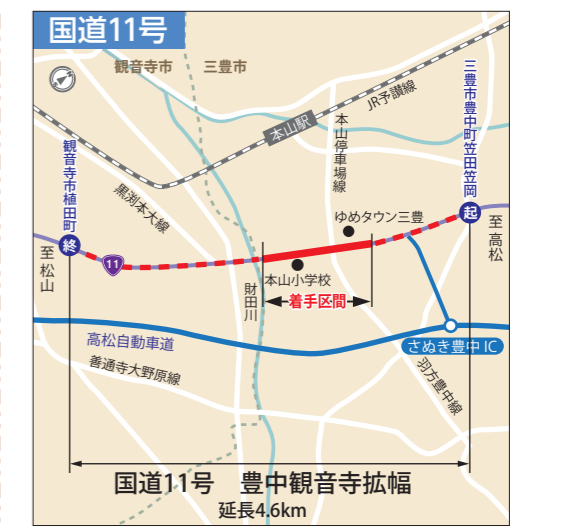 国道11号
観音寺市 三豊市
JR予讃線
本山駅
本山停車場線
三豊市豊中町笠田笠岡
起
至高松
観音寺市植田町
終
至松山
黒渕本大線
11
ゆめタウン三豊
本山小学校
着手区間
財田川
高松自動車道
さぬき豊中IC
善通寺大野原線
羽方豊中線
国道11号 豊中観音寺拡幅
延長4.6km